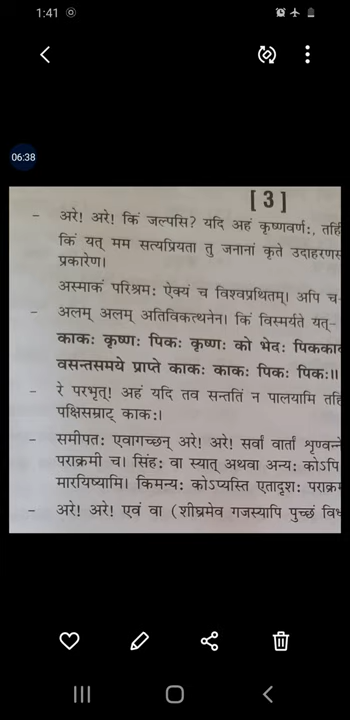 1:41
06:38
[ 3 ]
- अरे! अरे! किं जल्पसि? यदि अहं कृष्णवर्ण:, तर्हि
किं यत् मम सत्यप्रियता तु जनानां कृते उदाहरणस
प्रकारेण।
अस्माकं परिश्रम: ऐक्यं च विश्वप्रथितम्। अपि च
- अलम् अलम् अतिविकत्थनेन। किं विस्मर्यते यत्-
काक: कृष्ण: पिक: कृष्ण: को भेद: पिककाक
वसन्तसमये प्राप्ते काक: काक: पिक: पिक:॥
- रे परभृत्! अहं यदि तव सन्ततिं न पालयामि तर्हि
पक्षिसम्राट् काक:।
- समीपत: एवागच्छन् अरे! अरे! सर्वां वार्तां शृण्वन्ने
पराक्रमी च। सिंह: वा स्यात् अथवा अन्य: कोऽपि
मारयिष्यामि। किमन्य: कोऽप्यस्ति एतादृश: पराक्र
- अरे! अरे! एवं वा (शीघ्रमेव गजस्यापि पुच्छं वि